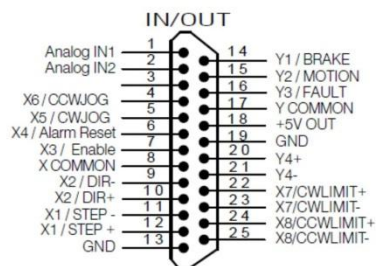 IN/OUT
Analog IN1 1
Analog IN2 2
3
X6 / CCWJOG 4
X5 / CWJOG 5
X4 / Alarm Reset 6
X3 / Enable 7
X COMMON 8
X2 / DIR- 9
X2 / DIR+ 10
X1 / STEP - 11
X1 / STEP + 12
GND 13
14 Y1 / BRAKE
15 Y2 / MOTION
16 Y3 / FAULT
17 Y COMMON
18 +5V OUT
19 GND
20 Y4+
21 Y4-
22 X7/CWLIMIT+
23 X7/CWLIMIT-
24 X8/CCWLIMIT+
25 X8/CCWLIMIT-